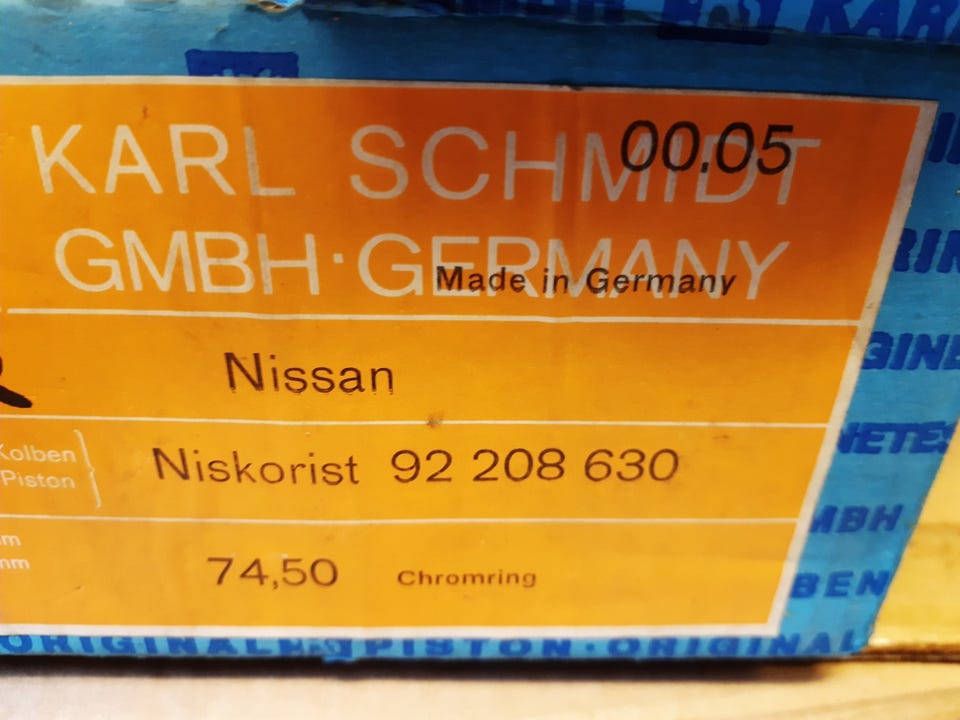 KARL SCHMIDT
00.05
GMBH·GERMANY
Made in Germany
Nissan
Kolben
Piston
Niskorist 92 208 630
mm
74,50 Chromring
ORIGINAL PISTON · ORIGINAL